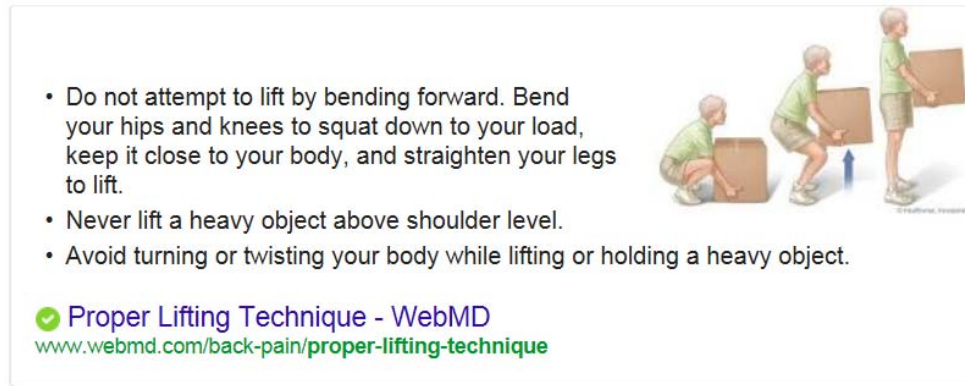 • Do not attempt to lift by bending forward. Bend
your hips and knees to squat down to your load,
keep it close to your body, and straighten your legs
to lift.
• Never lift a heavy object above shoulder level.
• Avoid turning or twisting your body while lifting or holding a heavy object.
Proper Lifting Technique - WebMD
www.webmd.com/back-pain/proper-lifting-technique